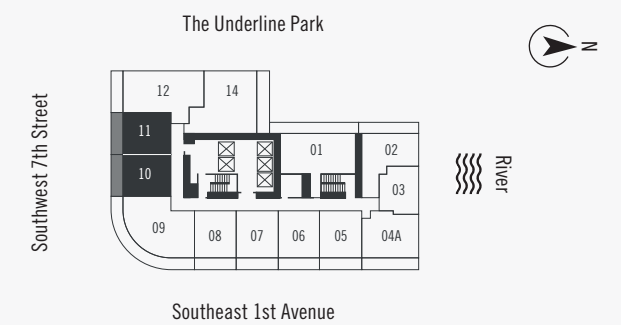 The Underline Park
N
12
14
Southwest 7th Street
11
01
02
10
03
River
09
08
07
06
05
04A
Southeast 1st Avenue